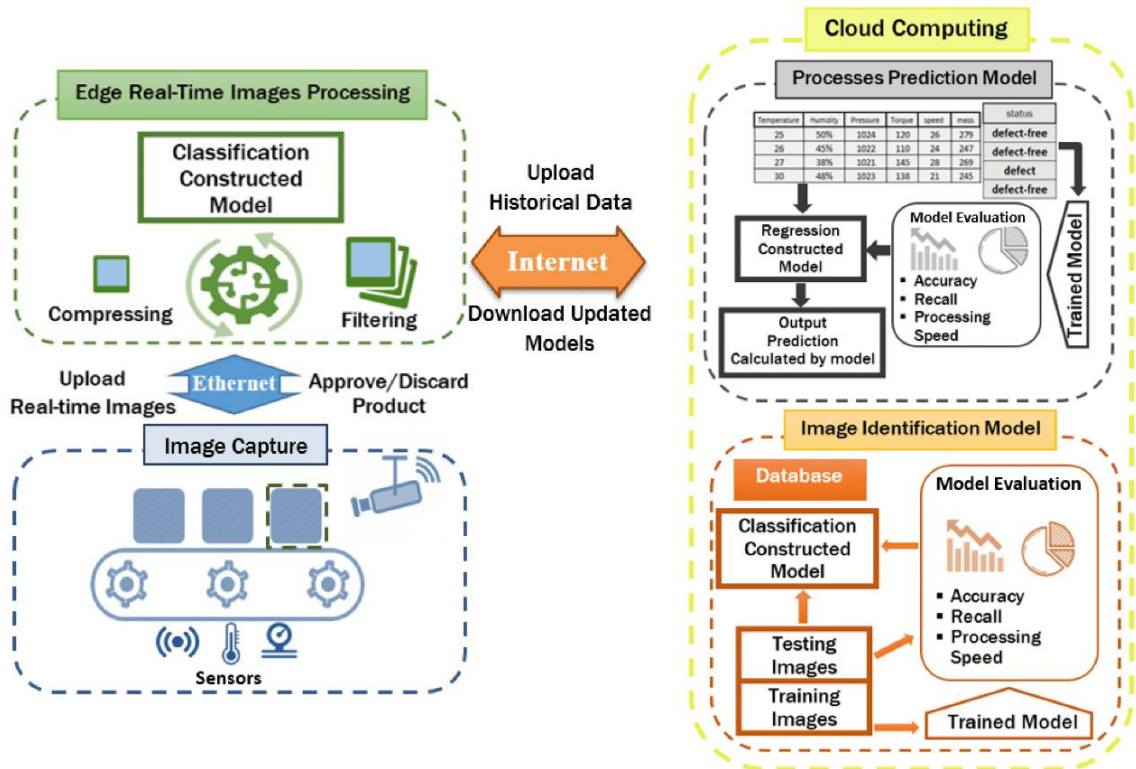 Edge Real-Time Images Processing
Classification
Constructed
Model
Compressing
Filtering
Upload
Real-time Images
Ethernet
Approve/Discard
Product
Image Capture
Sensors
Upload
Historical Data
Internet
Download Updated
Models
Cloud Computing
Processes Prediction Model
Temperature Humidity Pressure Torque speed mass status
25 50% 1024 120 26 279 defect-free
26 45% 1022 110 24 247 defect-free
27 38% 1021 145 28 269 defect
30 48% 1023 138 21 245 defect-free
Regression
Constructed
Model
Output
Prediction
Calculated by model
Model Evaluation
▪ Accuracy
▪ Recall
▪ Processing
Speed
Trained Model
Image Identification Model
Database
Classification
Constructed
Model
Testing
Images
Training
Images
Model Evaluation
▪ Accuracy
▪ Recall
▪ Processing
Speed
Trained Model